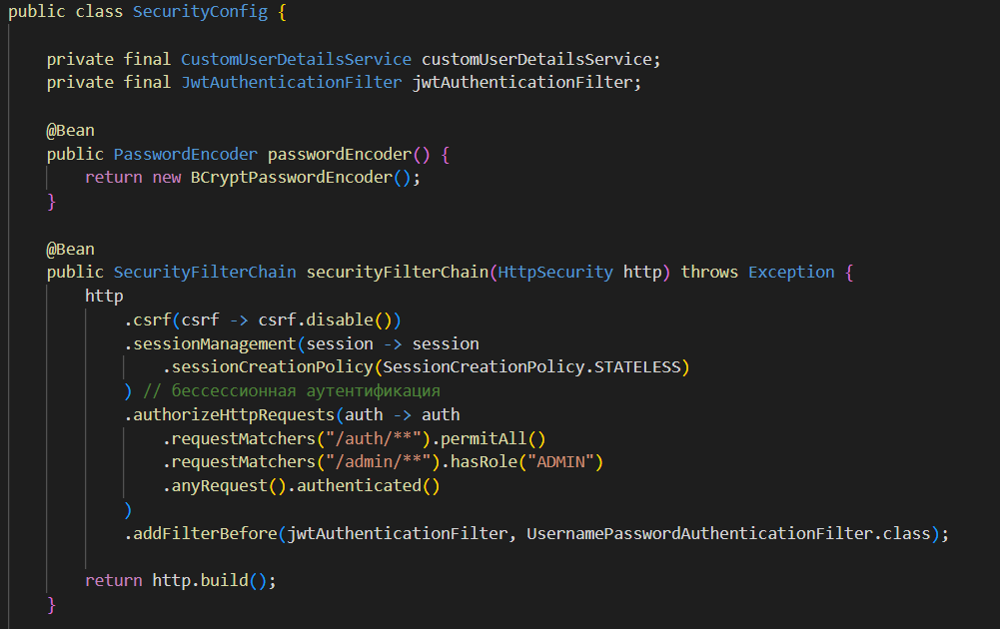 public class SecurityConfig {
private final CustomUserDetailsService customUserDetailsService;
private final JwtAuthenticationFilter jwtAuthenticationFilter;
@Bean
public PasswordEncoder passwordEncoder() {
return new BCryptPasswordEncoder();
}
@Bean
public SecurityFilterChain securityFilterChain(HttpSecurity http) throws Exception {
http
.csrf(csrf -> csrf.disable())
.sessionManagement(session -> session
.sessionCreationPolicy(SessionCreationPolicy.STATELESS)
) // бессессионная аутентификация
.authorizeHttpRequests(auth -> auth
.requestMatchers("/auth/**").permitAll()
.requestMatchers("/admin/**").hasRole("ADMIN")
.anyRequest().authenticated()
)
.addFilterBefore(jwtAuthenticationFilter, UsernamePasswordAuthenticationFilter.class);
return http.build();
}